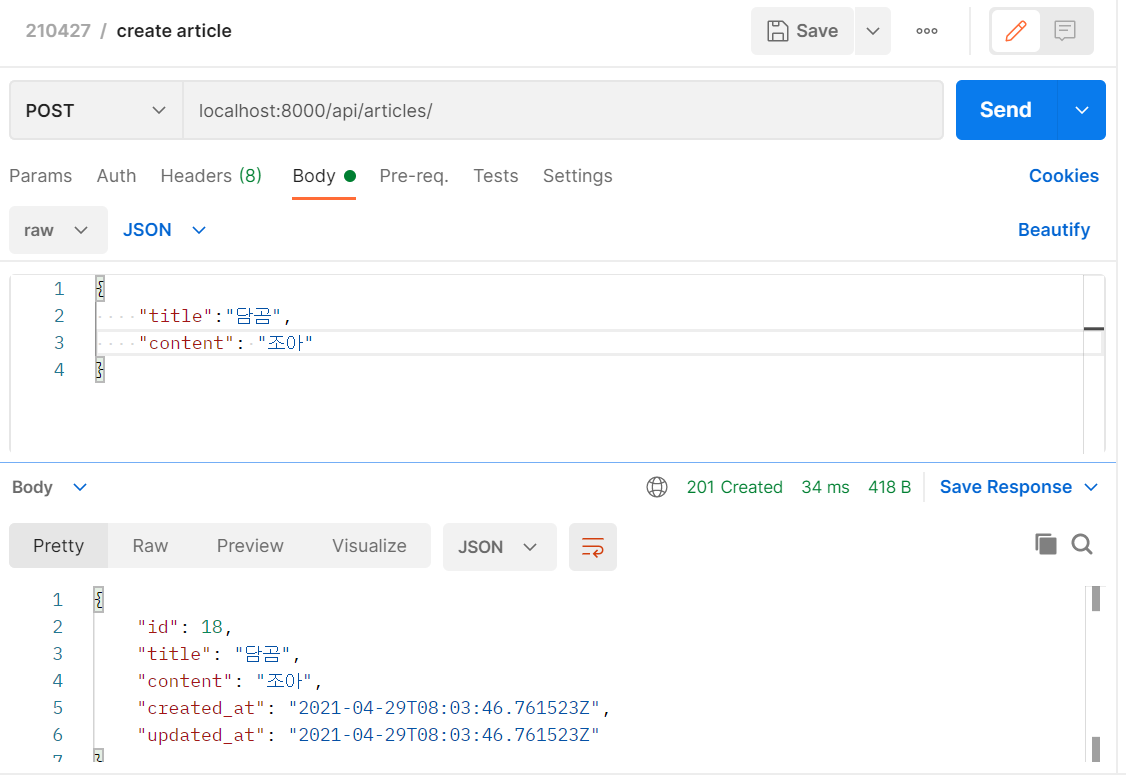 210427 / create article Save
POST localhost:8000/api/articles/ Send
Params Auth Headers (8) Body Pre-req. Tests Settings Cookies
raw JSON Beautify
1 {
2 "title":"담곰",
3 "content": "조아"
4 }
Body 201 Created 34 ms 418 B Save Response
Pretty Raw Preview Visualize JSON
1 {
2 "id": 18,
3 "title": "담곰",
4 "content": "조아",
5 "created_at": "2021-04-29T08:03:46.761523Z",
6 "updated_at": "2021-04-29T08:03:46.761523Z"
7 }